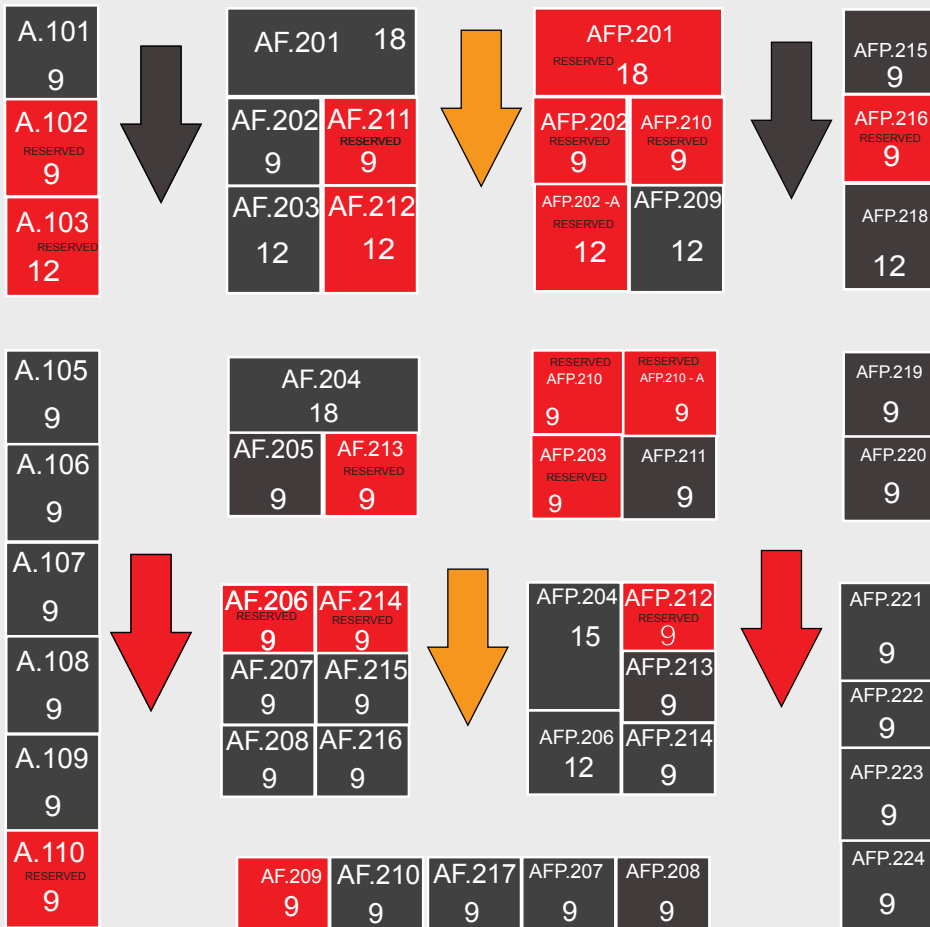 A.101
9
A.102
RESERVED
9
A.103
RESERVED
12
AF.201 18
AF.202
9
AF.211
RESERVED
9
AF.203
12
AF.212
12
AFP.201
RESERVED 18
AFP.202
RESERVED
9
AFP.210
RESERVED
9
AFP.202 -A
RESERVED
12
AFP.209
12
AFP.215
9
AFP.216
RESERVED
9
AFP.218
12
A.105
9
A.106
9
A.107
9
A.108
9
A.109
9
A.110
RESERVED
9
AF.204
18
AF.205
9
AF.213
RESERVED
9
RESERVED
AFP.210
9
RESERVED
AFP.210 - A
9
AFP.203
RESERVED
9
AFP.211
9
AFP.219
9
AFP.220
9
AF.206
RESERVED
9
AF.214
RESERVED
9
AF.207
9
AF.215
9
AF.208
9
AF.216
9
AFP.204
15
AFP.212
RESERVED
9
AFP.213
9
AFP.206
12
AFP.214
9
AFP.221
9
AFP.222
9
AFP.223
9
AFP.224
9
AF.209
9
AF.210
9
AF.217
9
AFP.207
9
AFP.208
9